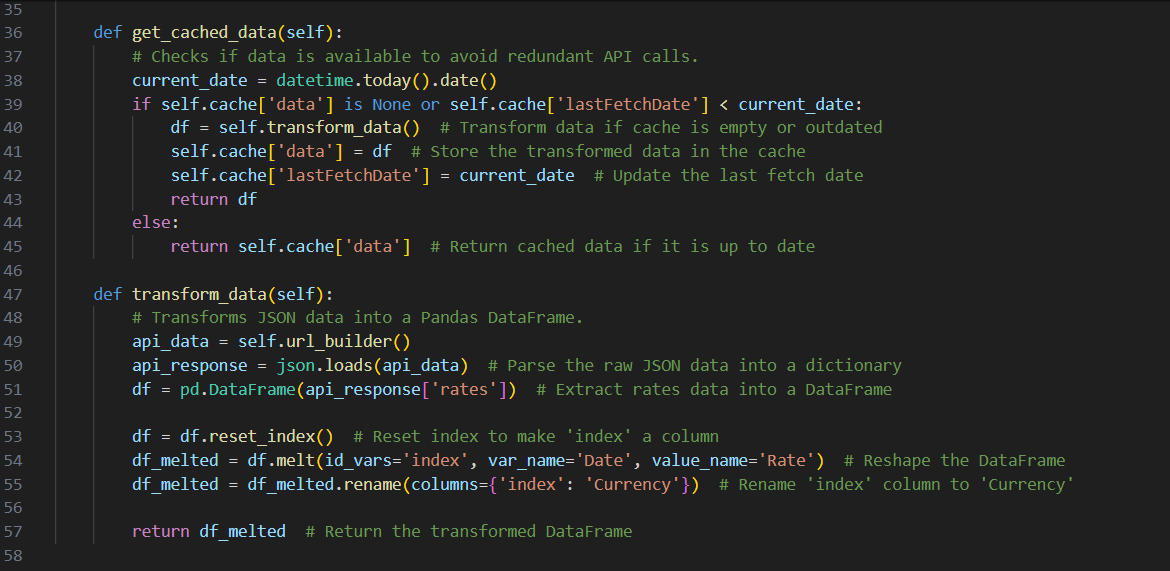 35
36 def get_cached_data(self):
37 # Checks if data is available to avoid redundant API calls.
38 current_date = datetime.today().date()
39 if self.cache['data'] is None or self.cache['lastFetchDate'] < current_date:
40 df = self.transform_data()  # Transform data if cache is empty or outdated
41 self.cache['data'] = df  # Store the transformed data in the cache
42 self.cache['lastFetchDate'] = current_date  # Update the last fetch date
43 return df
44 else:
45 return self.cache['data']  # Return cached data if it is up to date
46
47 def transform_data(self):
48 # Transforms JSON data into a Pandas DataFrame.
49 api_data = self.url_builder()
50 api_response = json.loads(api_data)  # Parse the raw JSON data into a dictionary
51 df = pd.DataFrame(api_response['rates'])  # Extract rates data into a DataFrame
52
53 df = df.reset_index()  # Reset index to make 'index' a column
54 df_melted = df.melt(id_vars='index', var_name='Date', value_name='Rate')  # Reshape the DataFrame
55 df_melted = df_melted.rename(columns={'index': 'Currency'})  # Rename 'index' column to 'Currency'
56
57 return df_melted  # Return the transformed DataFrame
58